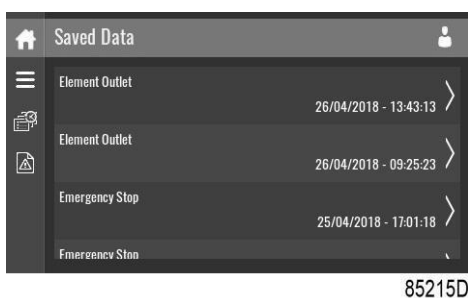 Saved Data
Element Outlet
26/04/2018 - 13:43:13
Element Outlet
26/04/2018 - 09:25:23
Emergency Stop
25/04/2018 - 17:01:18
Emergency Stop
85215D